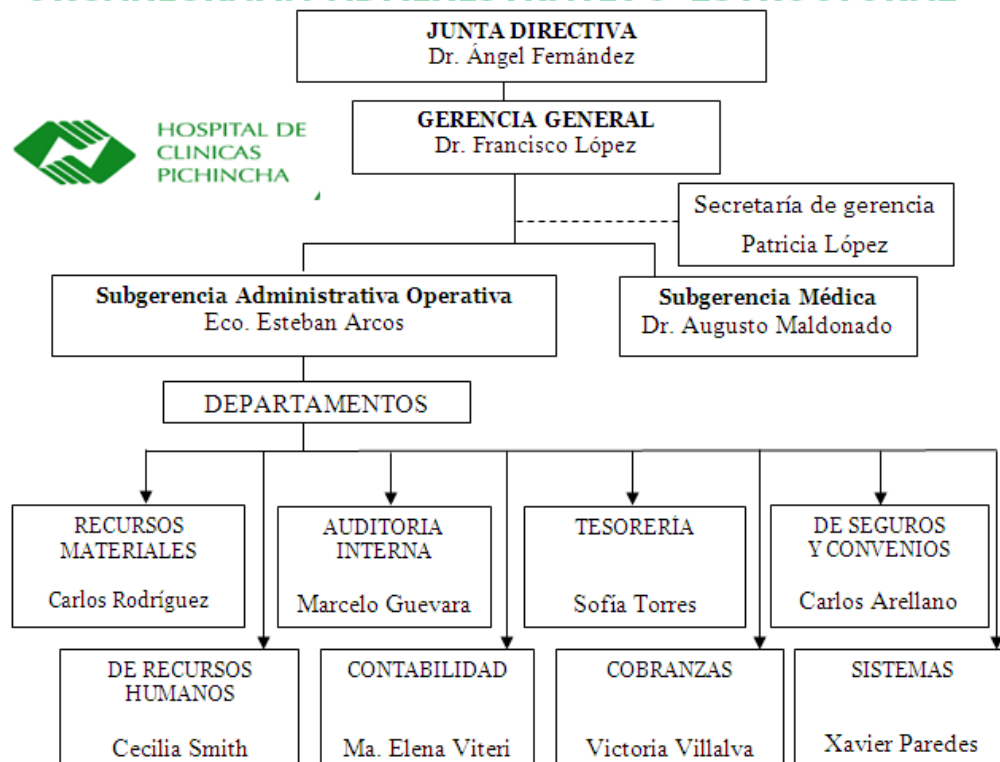 JUNTA DIRECTIVA
Dr. Ángel Fernández
GERENCIA GENERAL
Dr. Francisco López
HOSPITAL DE
CLINICAS
PICHINCHA
Secretaría de gerencia
Patricia López
Subgerencia Administrativa Operativa
Eco. Esteban Arcos
Subgerencia Médica
Dr. Augusto Maldonado
DEPARTAMENTOS
RECURSOS
MATERIALES
Carlos Rodríguez
AUDITORIA
INTERNA
Marcelo Guevara
TESORERÍA
Sofía Torres
DE SEGUROS
Y CONVENIOS
Carlos Arellano
DE RECURSOS
HUMANOS
Cecilia Smith
CONTABILIDAD
Ma. Elena Viteri
COBRANZAS
Victoria Villalva
SISTEMAS
Xavier Paredes